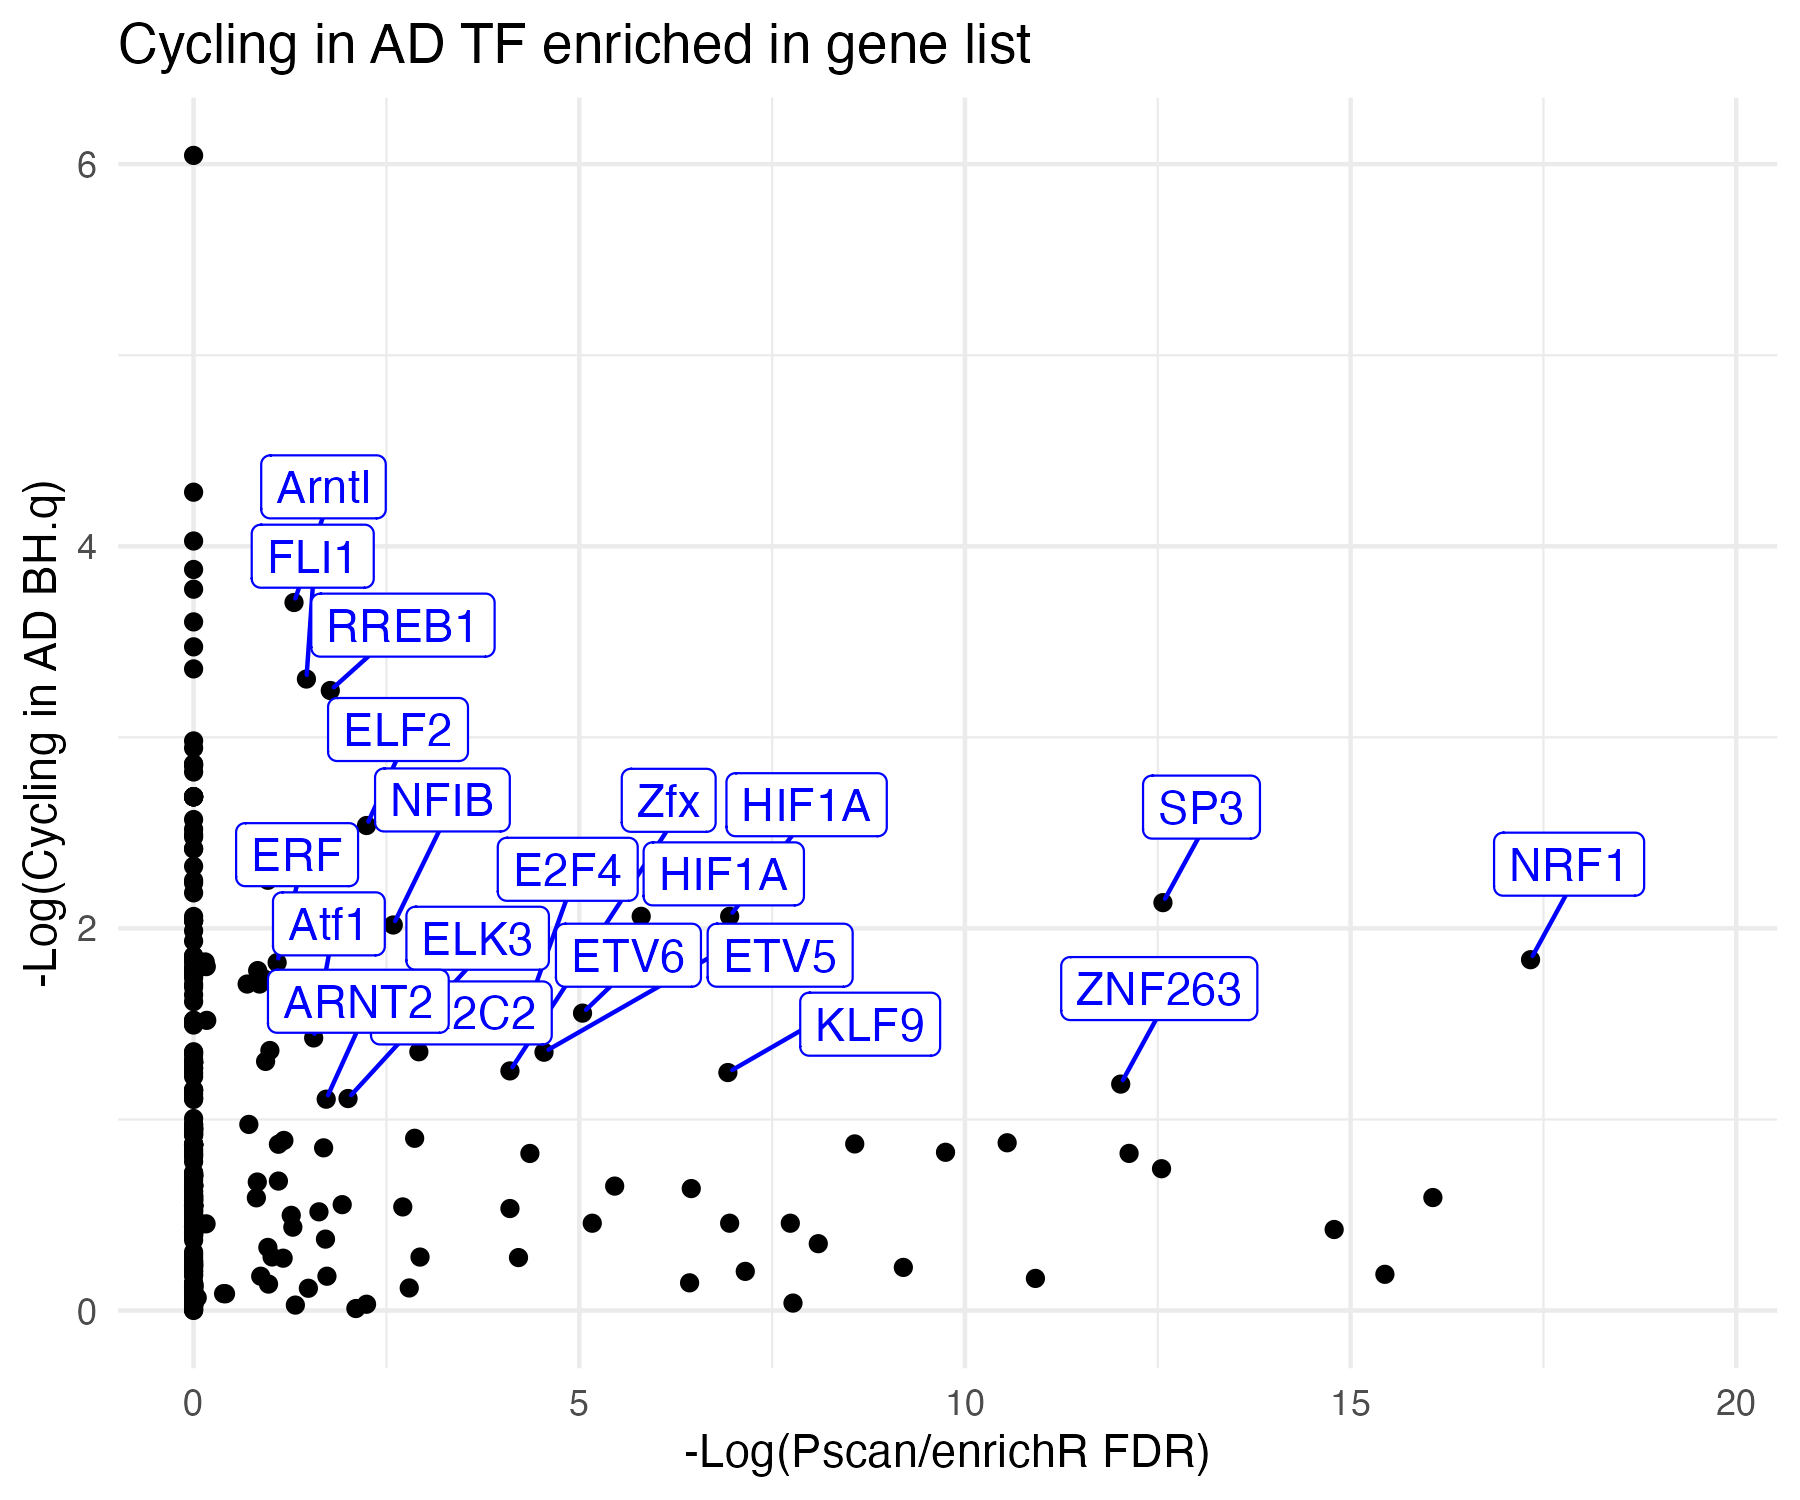 Cycling in AD TF enriched in gene list
-Log(Cycling in AD BH.q)
6
4
2
0
Arntl
FLI1
RREB1
ELF2
NFIB
Zfx
HIF1A
SP3
ERF
E2F4
HIF1A
NRF1
Atf1
ELK3
ETV6
ETV5
ZNF263
ARNT2
2C2
KLF9
0
5
10
15
20
-Log(Pscan/enrichR FDR)